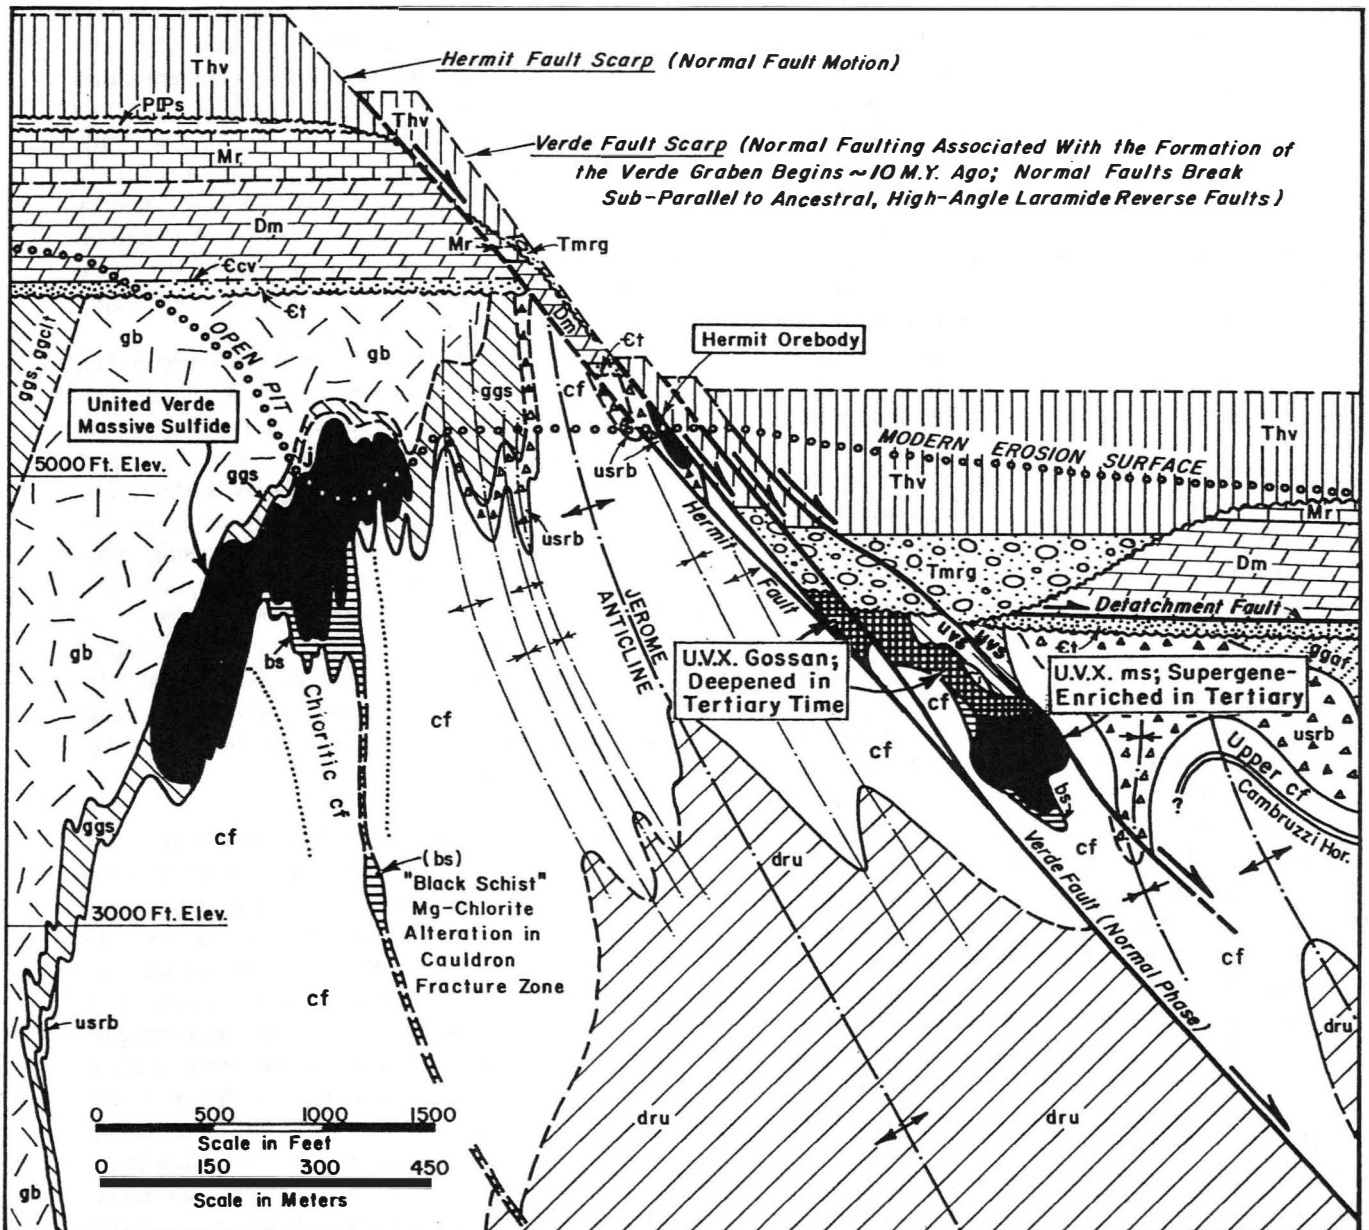 Thv
Hermit Fault Scarp (Normal Fault Motion)
Thv
Verde Fault Scarp (Normal Faulting Associated With the Formation of
the Verde Graben Begins ~10 M.Y. Ago; Normal Faults Break
Sub-Parallel to Ancestral, High-Angle Laramide Reverse Faults)
Mr
Dm
Mr
Tmrg
Єcv
Єt
ggs, ggclt
gb
OPEN PIT
gb
Dm
Єt
Hermit Orebody
cf
ggs
United Verde
Massive Sulfide
5000 Ft. Elev.
ggs
j
usrb
usrb
MODERN EROSION SURFACE
Thv
Thv
Mr
Dm
Tmrg
Hermit Fault
JEROME
ANTICLINE
Detatchment Fault
Єt
uvs
uvs
ggaf
gb
bs
Chloritic cf
cf
U.V.X. Gossan;
Deepened in
Tertiary Time
cf
cf
U.V.X. ms; Supergene-
Enriched in Tertiary
usrb
Upper cf
Cambruzzi Hor.
?
bs
cf
ggs
cf
dru
Verde Fault (Normal Phase)
(bs)
"Black Schist"
Mg-Chlorite
Alteration in
Cauldron
Fracture Zone
3000 Ft. Elev.
cf
cf
usrb
dru
dru
dru
0 500 1000 1500
Scale in Feet
0 150 300 450
Scale in Meters
gb